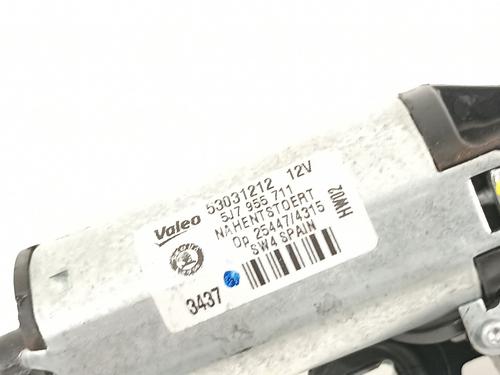 Valeo 53031212 12V
5J7 955 711
NAHENTSTOERT
Op 25447/4315
SW4 SPAIN
HW02
3437